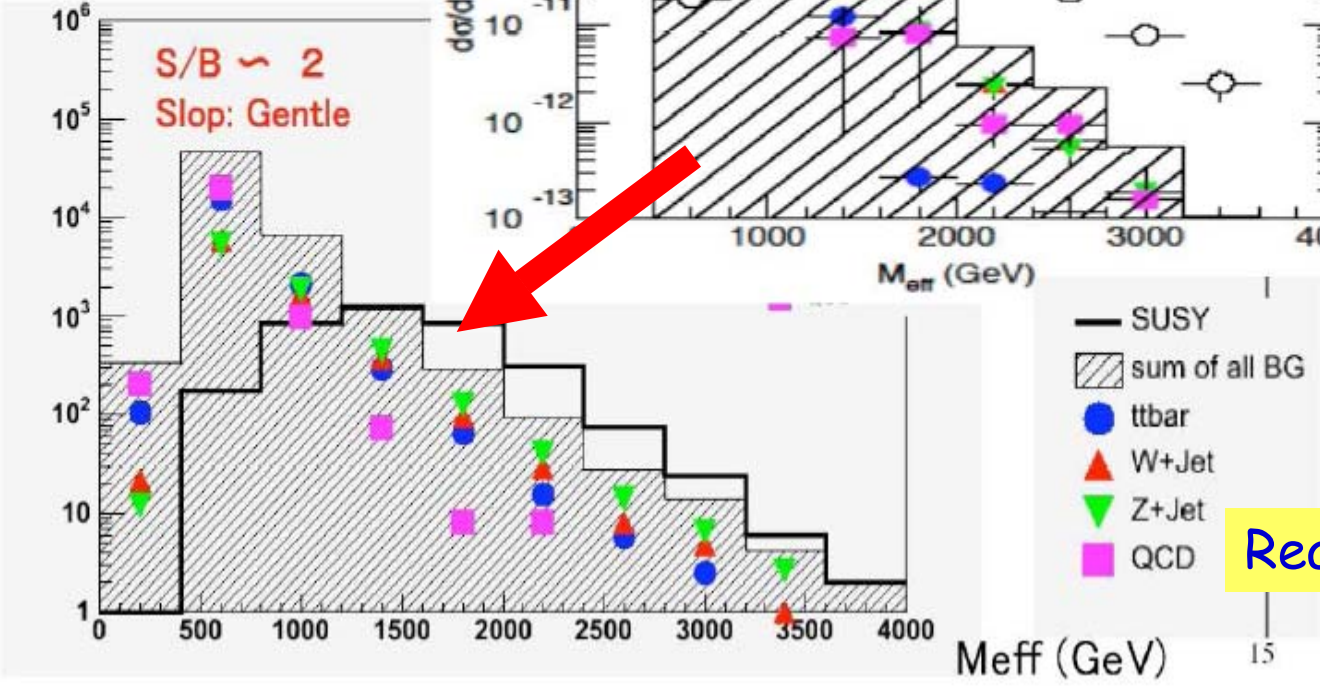 10⁶
S/B ~ 2
Slop: Gentle
10⁵
10⁴
10³
10²
10
1
0 500 1000 1500 2000 2500 3000 3500 4000
Meff (GeV)
10 -11
10 -12
10 -13
1000 2000 3000
M_eff (GeV)
SUSY
sum of all BG
ttbar
W+Jet
Z+Jet
QCD
15